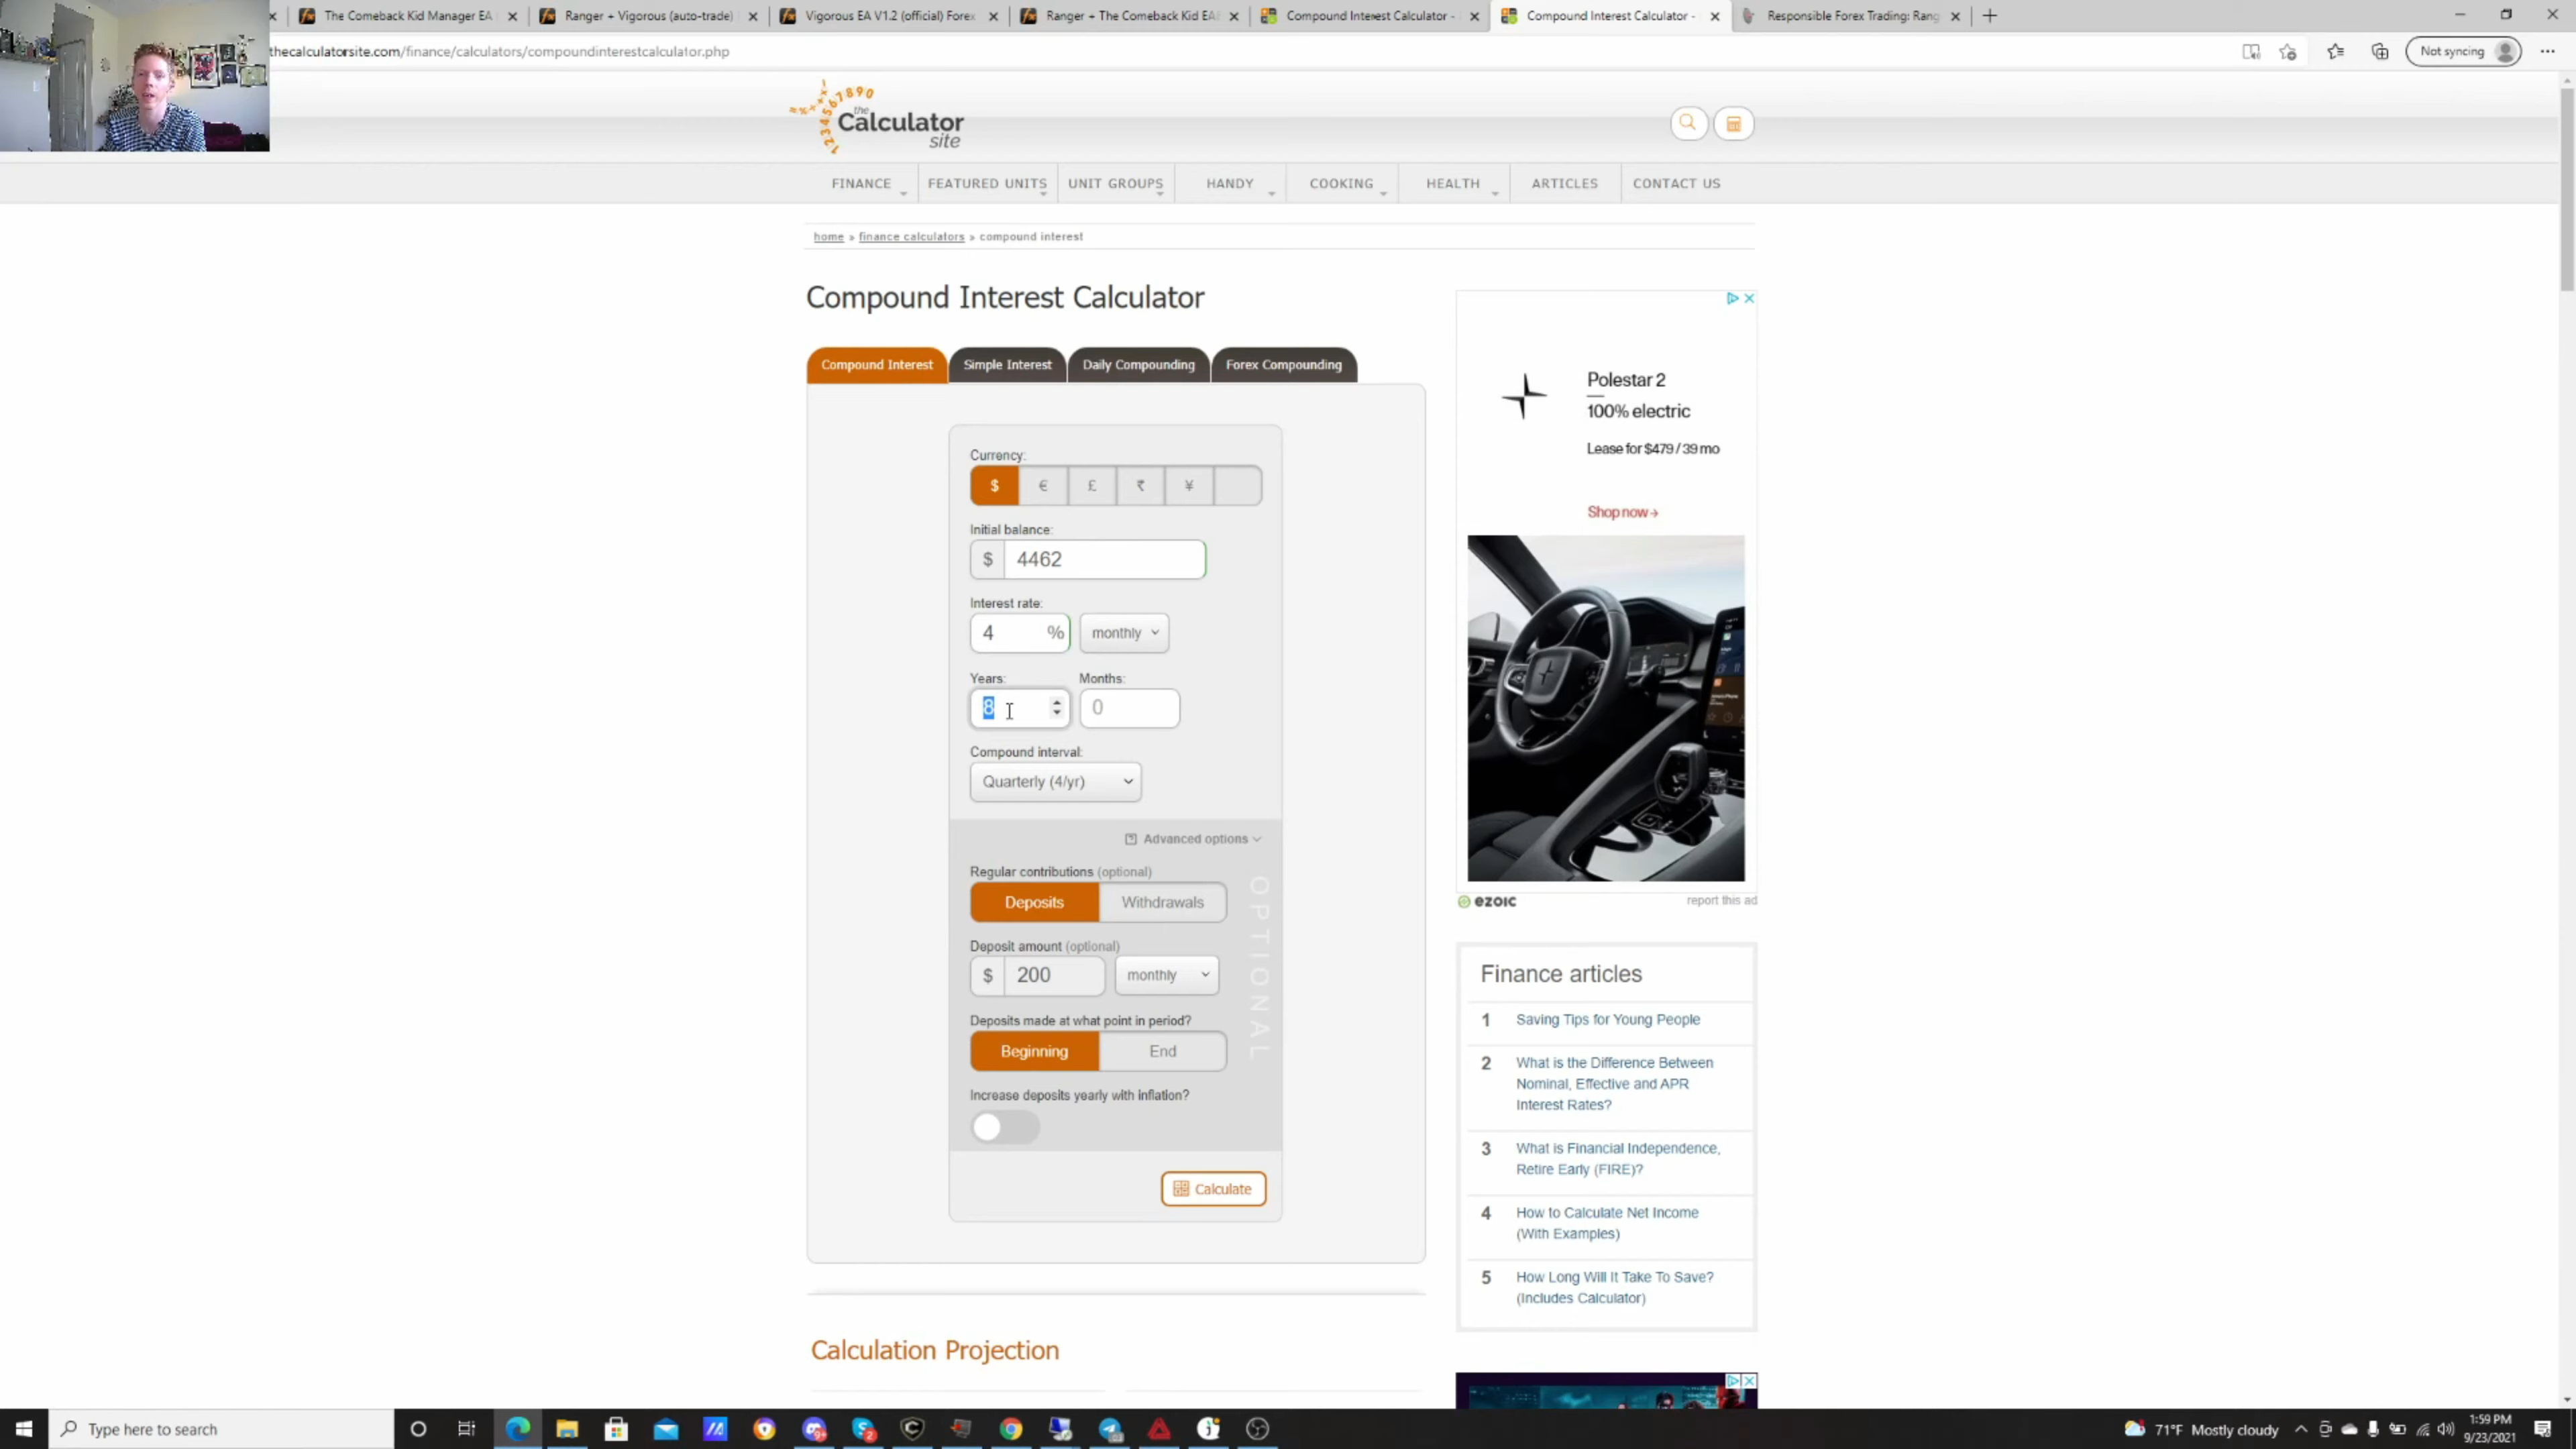 The Comeback Kid Manager EA
Ranger + Vigorous (auto-trade)
Vigorous EA V1.2 (official) Forex
Ranger + The Comeback Kid EA
Compound Interest Calculator -
Compound Interest Calculator -
Responsible Forex Trading: Rang
thecalculatorsite.com/finance/calculators/compoundinterestcalculator.php
Not syncing
1234567890
the
Calculator
site
FINANCE
FEATURED UNITS
UNIT GROUPS
HANDY
COOKING
HEALTH
ARTICLES
CONTACT US
home » finance calculators » compound interest
Compound Interest Calculator
Compound Interest
Simple Interest
Daily Compounding
Forex Compounding
Currency:
$ € £ ₹ ¥
Initial balance:
$ 4462
Interest rate:
4 % monthly
Years: Months:
8 0
Compound interval:
Quarterly (4/yr)
Advanced options
Regular contributions (optional)
Deposits Withdrawals
Deposit amount (optional)
$ 200 monthly
Deposits made at what point in period?
Beginning End
Increase deposits yearly with inflation?
OPTIONAL
Calculate
Calculation Projection
Polestar 2
100% electric
Lease for $479 / 39 mo
Shop now →
ezoic
report this ad
Finance articles
1 Saving Tips for Young People
2 What is the Difference Between
Nominal, Effective and APR
Interest Rates?
3 What is Financial Independence,
Retire Early (FIRE)?
4 How to Calculate Net Income
(With Examples)
5 How Long Will It Take To Save?
(Includes Calculator)
Type here to search
71°F Mostly cloudy
1:59 PM
9/23/2021